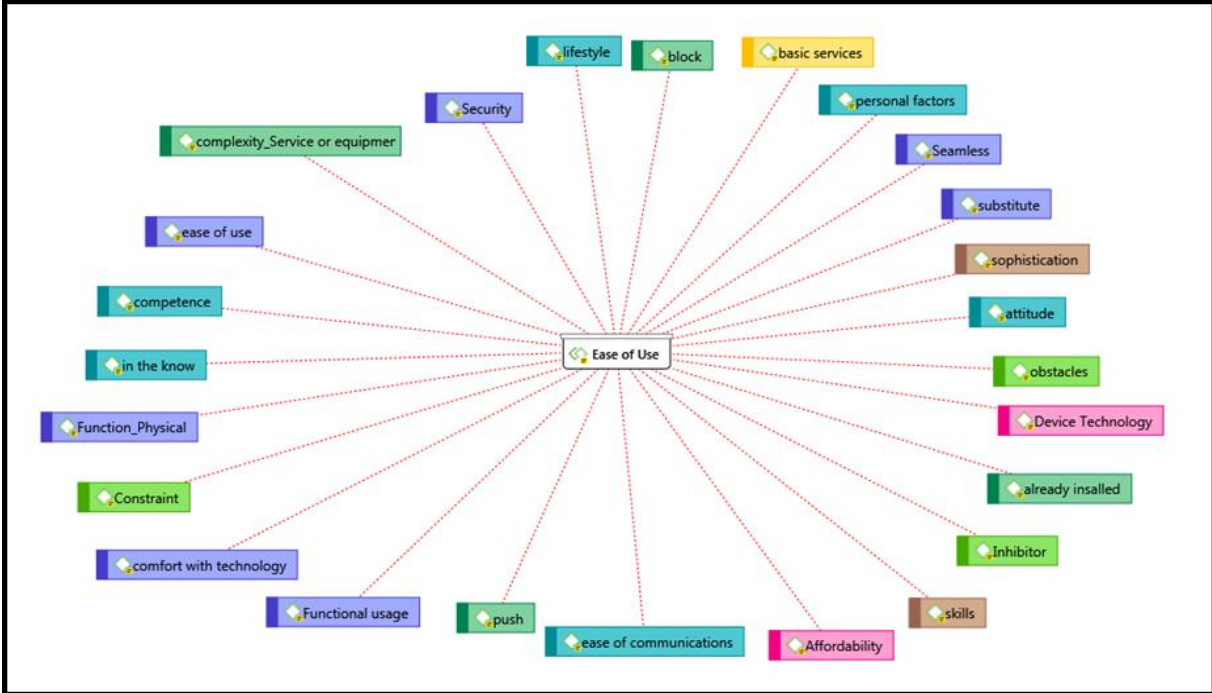 lifestyle
block
basic services
Security
personal factors
complexity_Service or equipmer
Seamless
substitute
ease of use
sophistication
competence
attitude
Ease of Use
in the know
obstacles
Function_Physical
Device Technology
Constraint
already insalled
Inhibitor
comfort with technology
Functional usage
push
skills
ease of communications
Affordability